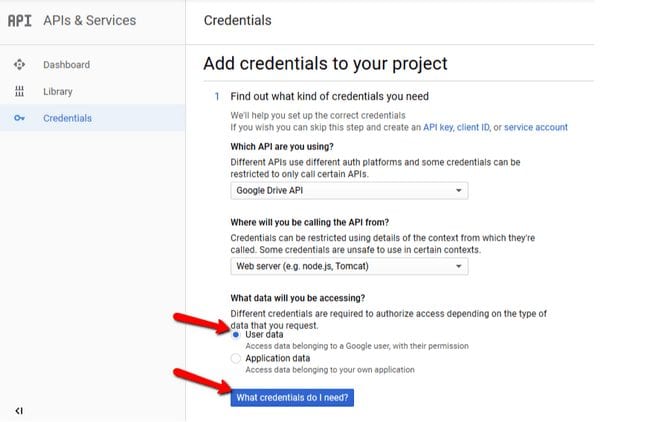 API APIs & Services
Credentials
Dashboard
Library
Credentials
Add credentials to your project
1 Find out what kind of credentials you need
We'll help you set up the correct credentials
If you wish you can skip this step and create an API key, client ID, or service account
Which API are you using?
Different APIs use different auth platforms and some credentials can be
restricted to only call certain APIs.
Google Drive API
Where will you be calling the API from?
Credentials can be restricted using details of the context from which they're
called. Some credentials are unsafe to use in certain contexts.
Web server (e.g. node.js, Tomcat)
What data will you be accessing?
Different credentials are required to authorize access depending on the type of
data that you request.
User data
Access data belonging to a Google user, with their permission
Application data
Access data belonging to your own application
What credentials do I need?